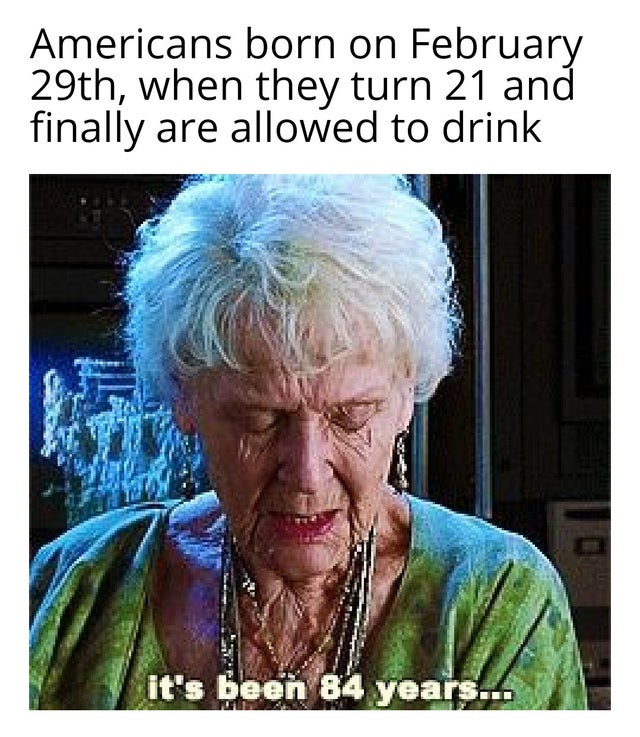 Americans born on February
29th, when they turn 21 and
finally are allowed to drink
it's been 84 years...